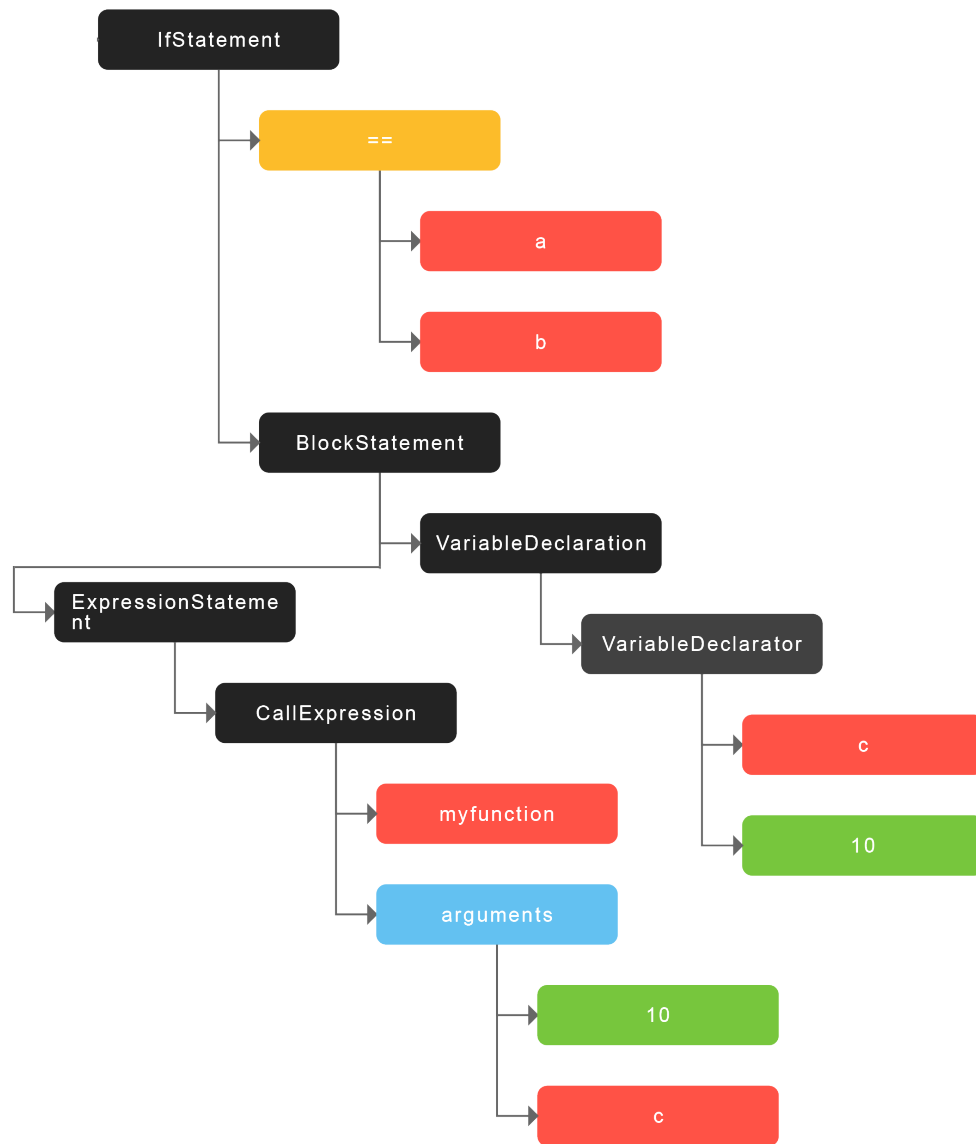 IfStatement
==
a
b
BlockStatement
VariableDeclaration
ExpressionStateme
nt
VariableDeclarator
CallExpression
c
myfunction
10
arguments
10
c